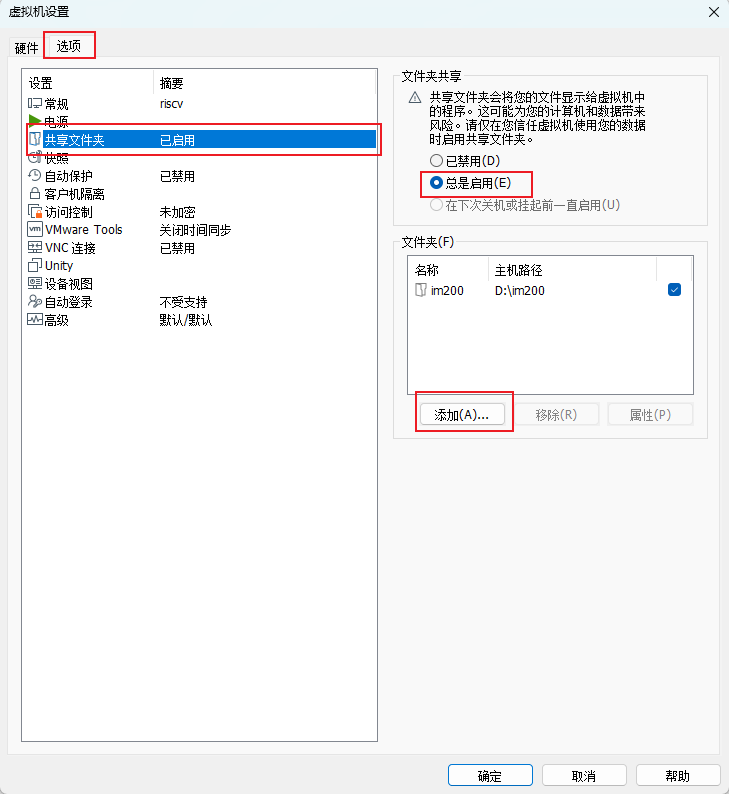 虚拟机设置
硬件 选项
设置 摘要
常规 riscv
电源
共享文件夹 已启用
快照
自动保护 已禁用
客户机隔离
访问控制 未加密
VMware Tools 关闭时间同步
VNC 连接 已禁用
Unity
设备视图
自动登录 不受支持
高级 默认/默认
文件夹共享
共享文件夹会将您的文件显示给虚拟机中
的程序。这可能为您的计算机和数据带来
风险。请仅在您信任虚拟机使用您的数据
时启用共享文件夹。
已禁用(D)
总是启用(E)
在下次关机或挂起前一直启用(U)
文件夹(F)
名称 主机路径
im200 D:\im200
添加(A)... 移除(R) 属性(P)
确定 取消 帮助